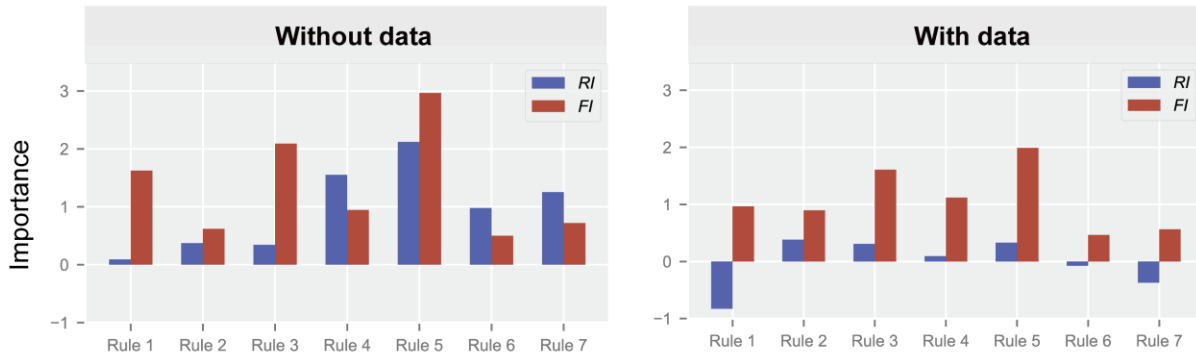 Without data
Importance
3
2
1
0
−1
RI
FI
Rule 1 Rule 2 Rule 3 Rule 4 Rule 5 Rule 6 Rule 7
With data
3
2
1
0
−1
RI
FI
Rule 1 Rule 2 Rule 3 Rule 4 Rule 5 Rule 6 Rule 7